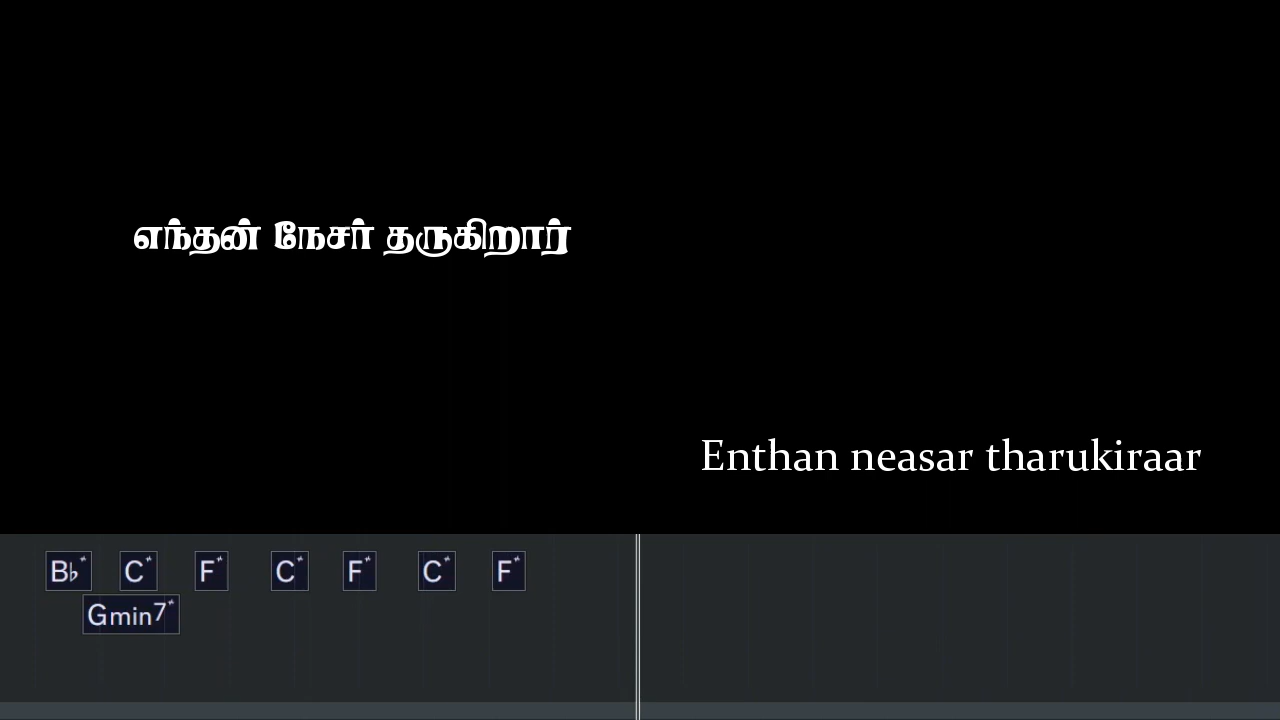 எந்தன் நேசர் தருகிறார்
Enthan neasar tharukiraar
B♭* C* F* C* F* C* F*
Gmin7*